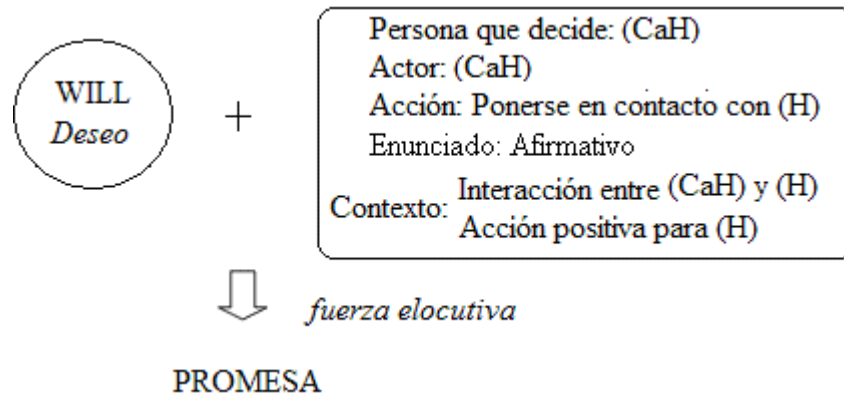 WILL
Deseo
+
Persona que decide: (CaH)
Actor: (CaH)
Acción: Ponerse en contacto con (H)
Enunciado: Afirmativo
Contexto: Interacción entre (CaH) y (H)
Acción positiva para (H)
fuerza elocutiva
PROMESA